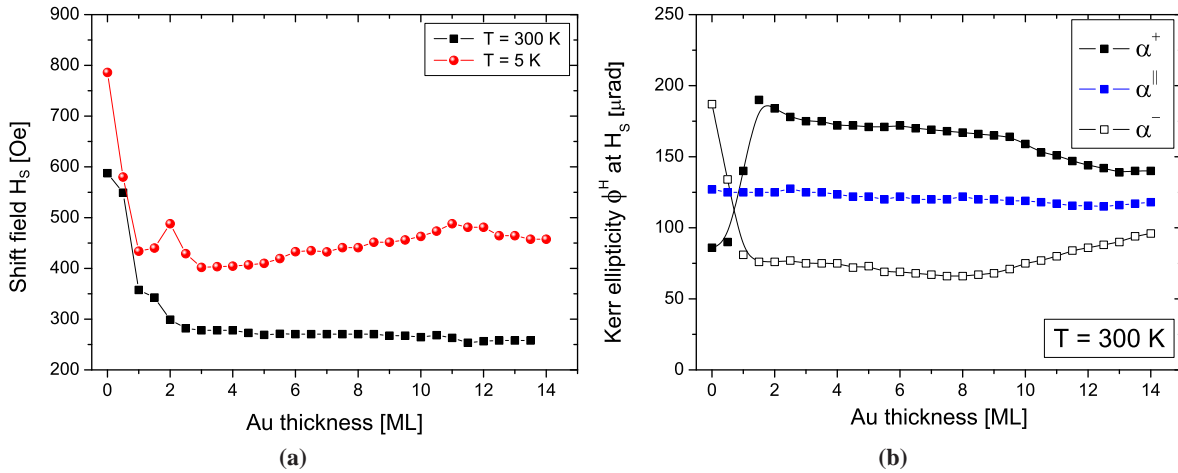 900
800
700
600
500
400
300
200
Shift field H_S [Oe]
T = 300 K
T = 5 K
0 2 4 6 8 10 12 14
Au thickness [ML]
(a)
250
200
150
100
50
0
Kerr ellipticity ϕ^H at H_S [μrad]
α^+
α^||
α^−
T = 300 K
0 2 4 6 8 10 12 14
Au thickness [ML]
(b)